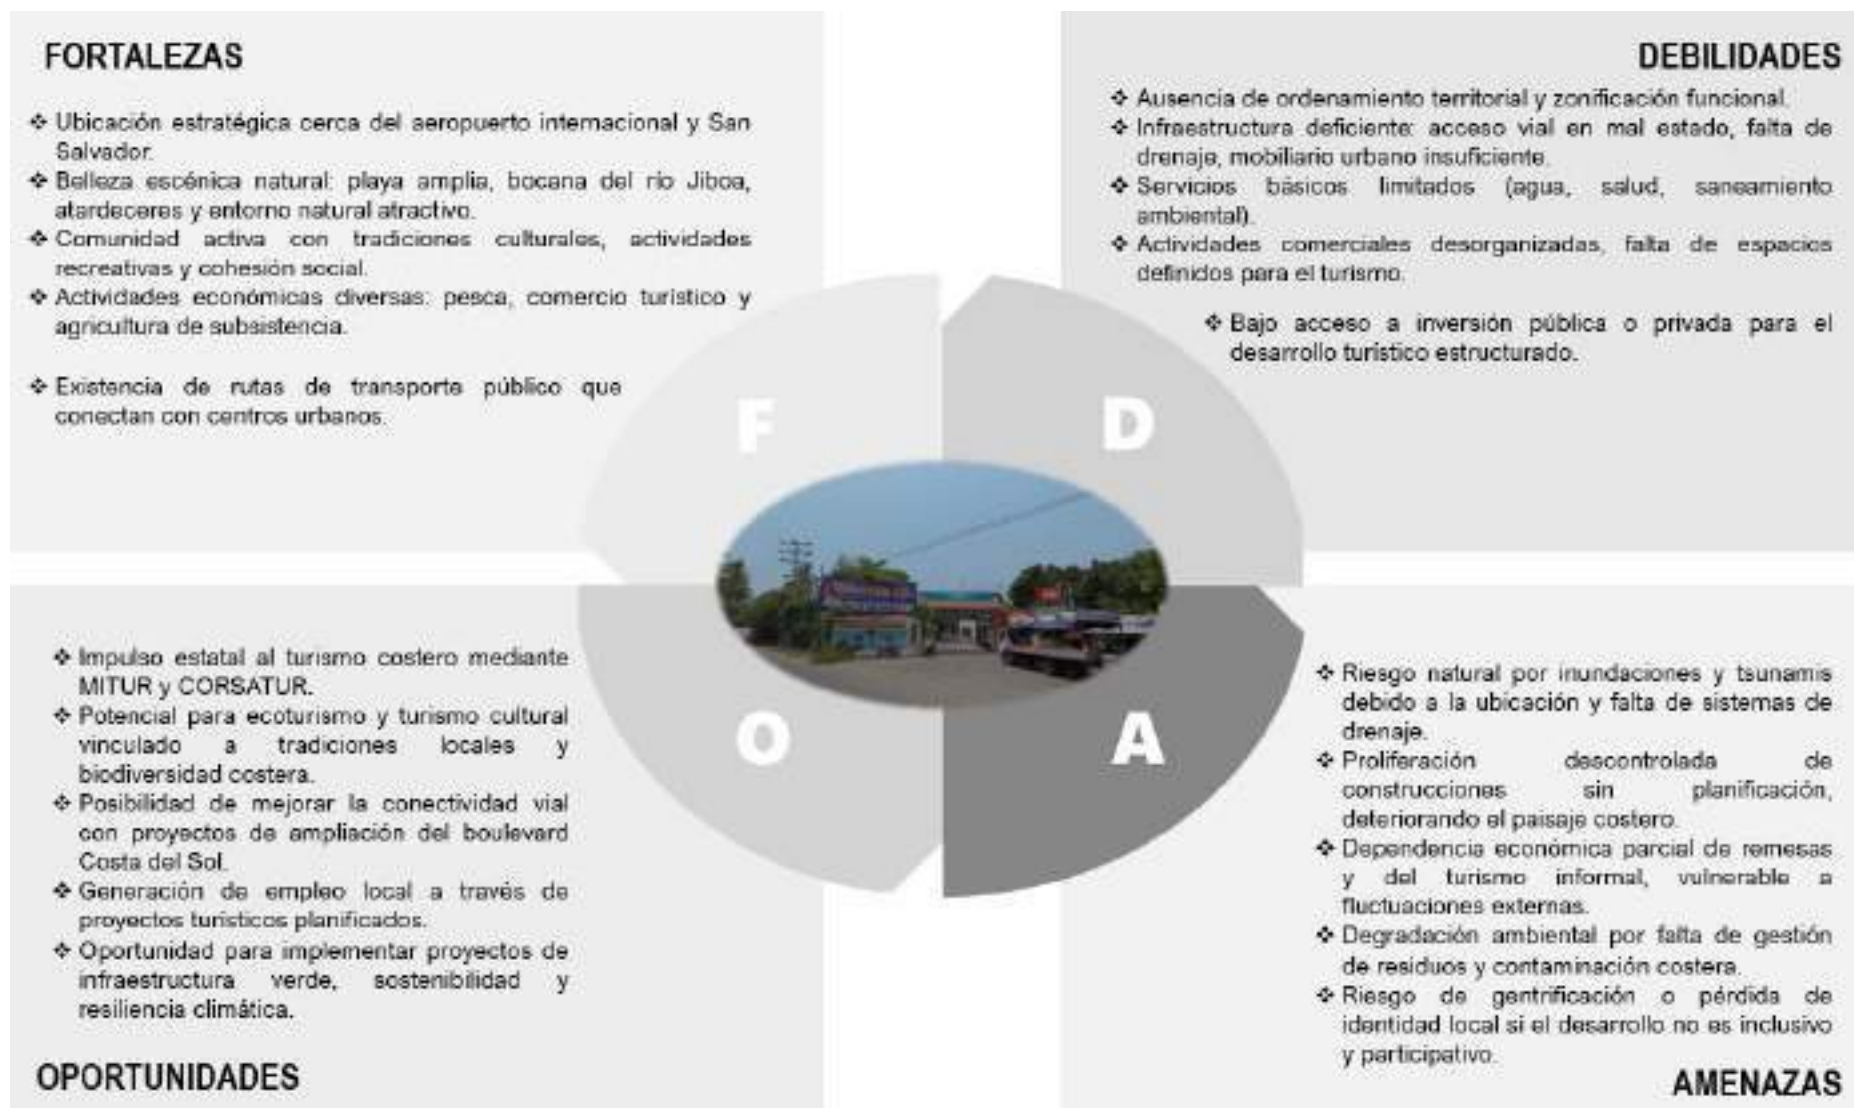 FORTALEZAS
❖ Ubicación estratégica cerca del aeropuerto internacional y San
Salvador.
❖ Belleza escénica natural: playa amplia, bocana del río Jiboa,
atardeceres y entorno natural atractivo.
❖ Comunidad activa con tradiciones culturales, actividades
recreativas y cohesión social.
❖ Actividades económicas diversas: pesca, comercio turístico y
agricultura de subsistencia.
❖ Existencia de rutas de transporte público que
conectan con centros urbanos.
DEBILIDADES
❖ Ausencia de ordenamiento territorial y zonificación funcional.
❖ Infraestructura deficiente: acceso vial en mal estado, falta de
drenaje, mobiliario urbano insuficiente.
❖ Servicios básicos limitados (agua, salud, saneamiento
ambiental).
❖ Actividades comerciales desorganizadas, falta de espacios
definidos para el turismo.
❖ Bajo acceso a inversión pública o privada para el
desarrollo turístico estructurado.
F
D
O
A
❖ Impulso estatal al turismo costero mediante
MITUR y CORSATUR.
❖ Potencial para ecoturismo y turismo cultural
vinculado a tradiciones locales y
biodiversidad costera.
❖ Posibilidad de mejorar la conectividad vial
con proyectos de ampliación del boulevard
Costa del Sol.
❖ Generación de empleo local a través de
proyectos turísticos planificados.
❖ Oportunidad para implementar proyectos de
infraestructura verde, sostenibilidad y
resiliencia climática.
OPORTUNIDADES
❖ Riesgo natural por inundaciones y tsunamis
debido a la ubicación y falta de sistemas de
drenaje.
❖ Proliferación descontrolada de
construcciones sin planificación,
deteriorando el paisaje costero.
❖ Dependencia económica parcial de remesas
y del turismo informal, vulnerable a
fluctuaciones externas.
❖ Degradación ambiental por falta de gestión
de residuos y contaminación costera.
❖ Riesgo de gentrificación o pérdida de
identidad local si el desarrollo no es inclusivo
y participativo.
AMENAZAS